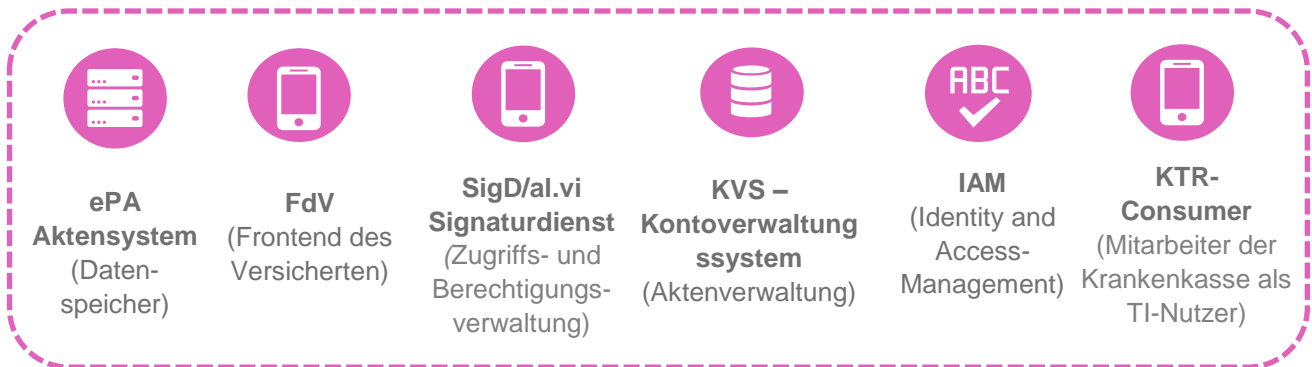 ABC
ePA
Aktensystem
(Daten-
speicher)
FdV
(Frontend des
Versicherten)
SigD/al.vi
Signaturdienst
(Zugriffs- und
Berechtigungs-
verwaltung)
KVS –
Kontoverwaltung
ssystem
(Aktenverwaltung)
IAM
(Identity and
Access-
Management)
KTR-
Consumer
(Mitarbeiter der
Krankenkasse als
TI-Nutzer)